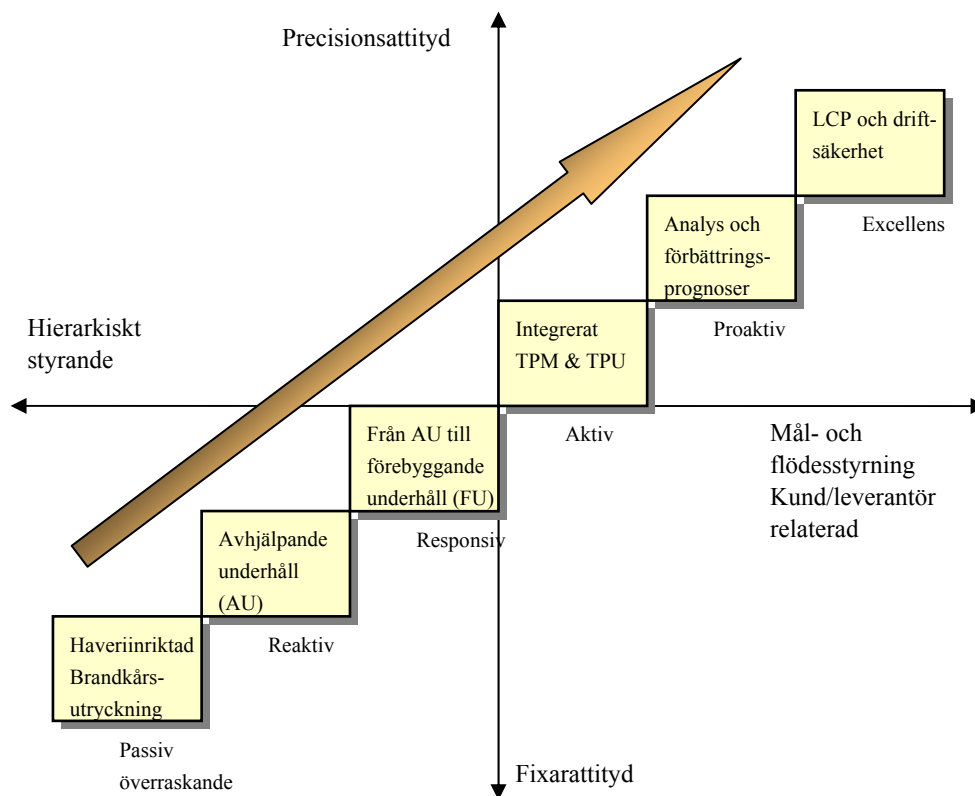 Precisionsattityd
LCP och drift-
säkerhet
Excellens
Analys och
förbättrings-
prognoser
Proaktiv
Hierarkiskt
styrande
Integrerat
TPM & TPU
Aktiv
Mål- och
flödesstyrning
Kund/leverantör
relaterad
Från AU till
förebyggande
underhåll (FU)
Responsiv
Avhjälpande
underhåll
(AU)
Reaktiv
Haveriinriktad
Brandkårs-
utryckning
Passiv
överraskande
Fixarattityd